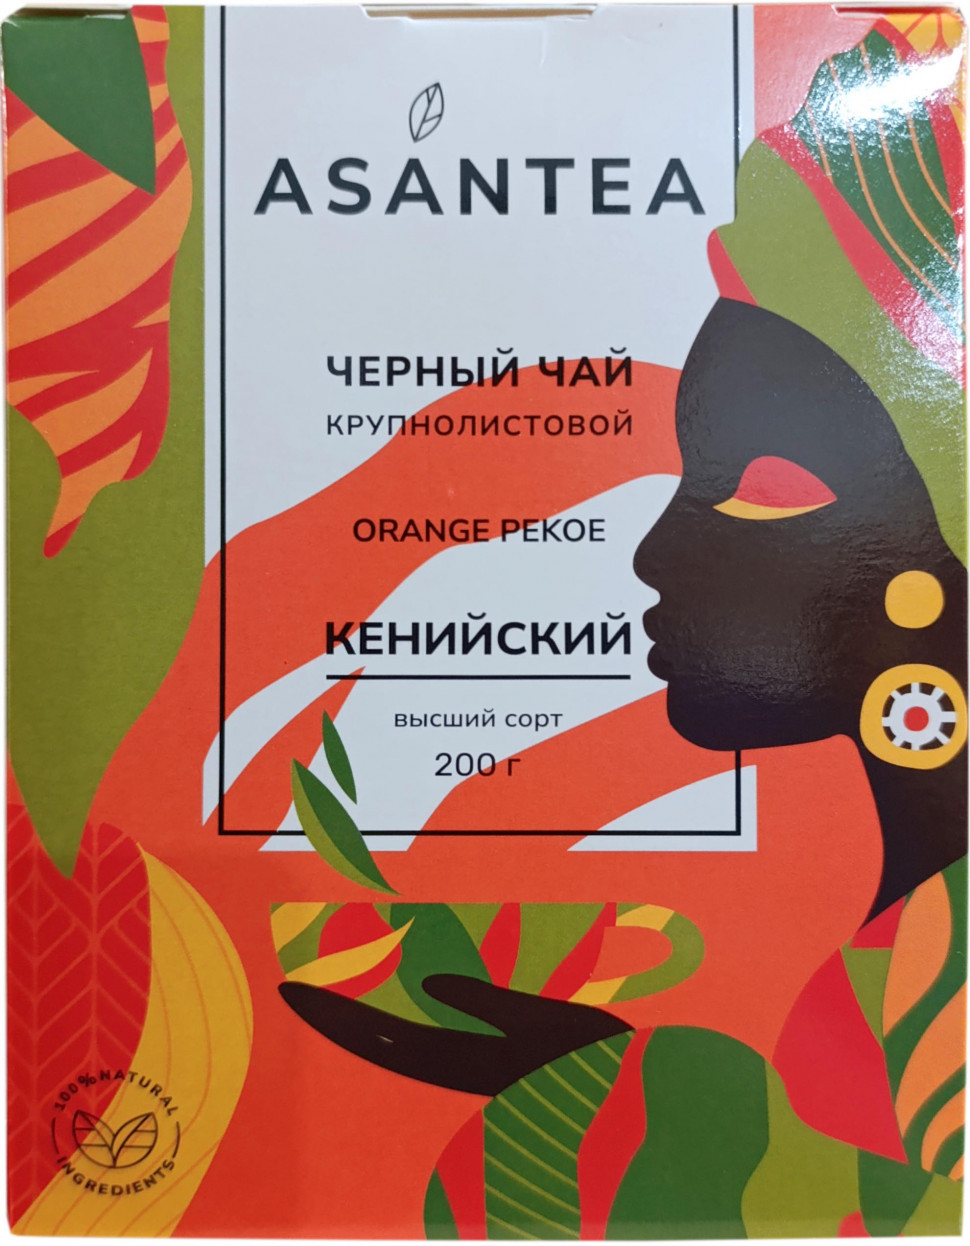 ASANTEA
ЧЕРНЫЙ ЧАЙ
КРУПНОЛИСТОВОЙ
ORANGE PEKOE
КЕНИЙСКИЙ
высший сорт
200 г
100% NATURAL
INGREDIENTS